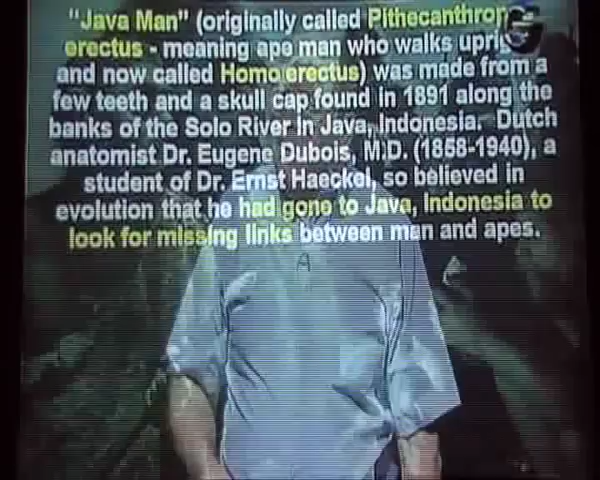 "Java Man" (originally called Pithecanthrop
erectus - meaning ape man who walks upri
and now called Homo erectus) was made from a
few teeth and a skull cap found in 1891 along the
banks of the Solo River in Java, Indonesia. Dutch
anatomist Dr. Eugene Dubois, M.D. (1858-1940), a
student of Dr. Ernst Haeckel, so believed in
evolution that he had gone to Java, Indonesia to
look for missing links between man and apes.